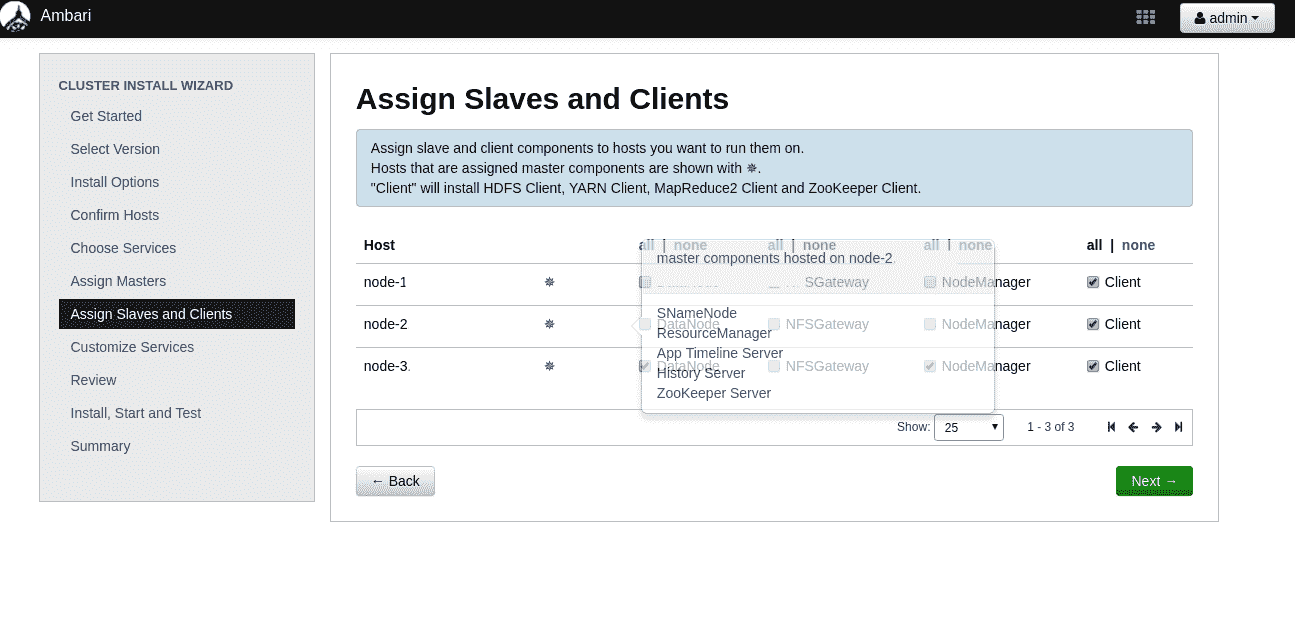 Ambari
admin
CLUSTER INSTALL WIZARD
Get Started
Select Version
Install Options
Confirm Hosts
Choose Services
Assign Masters
Assign Slaves and Clients
Customize Services
Review
Install, Start and Test
Summary
Assign Slaves and Clients
Assign slave and client components to hosts you want to run them on.
Hosts that are assigned master components are shown with ✵.
"Client" will install HDFS Client, YARN Client, MapReduce2 Client and ZooKeeper Client.
Host all | none all | none all | none all | none
master components hosted on node-2
node-1 ✵ DataNode NFSGateway NodeManager Client
SNameNode
node-2 ✵ DataNode NFSGateway NodeManager Client
ResourceManager
App Timeline Server
node-3 ✵ DataNode NFSGateway NodeManager Client
History Server
ZooKeeper Server
Show: 25 1 - 3 of 3
← Back
Next →